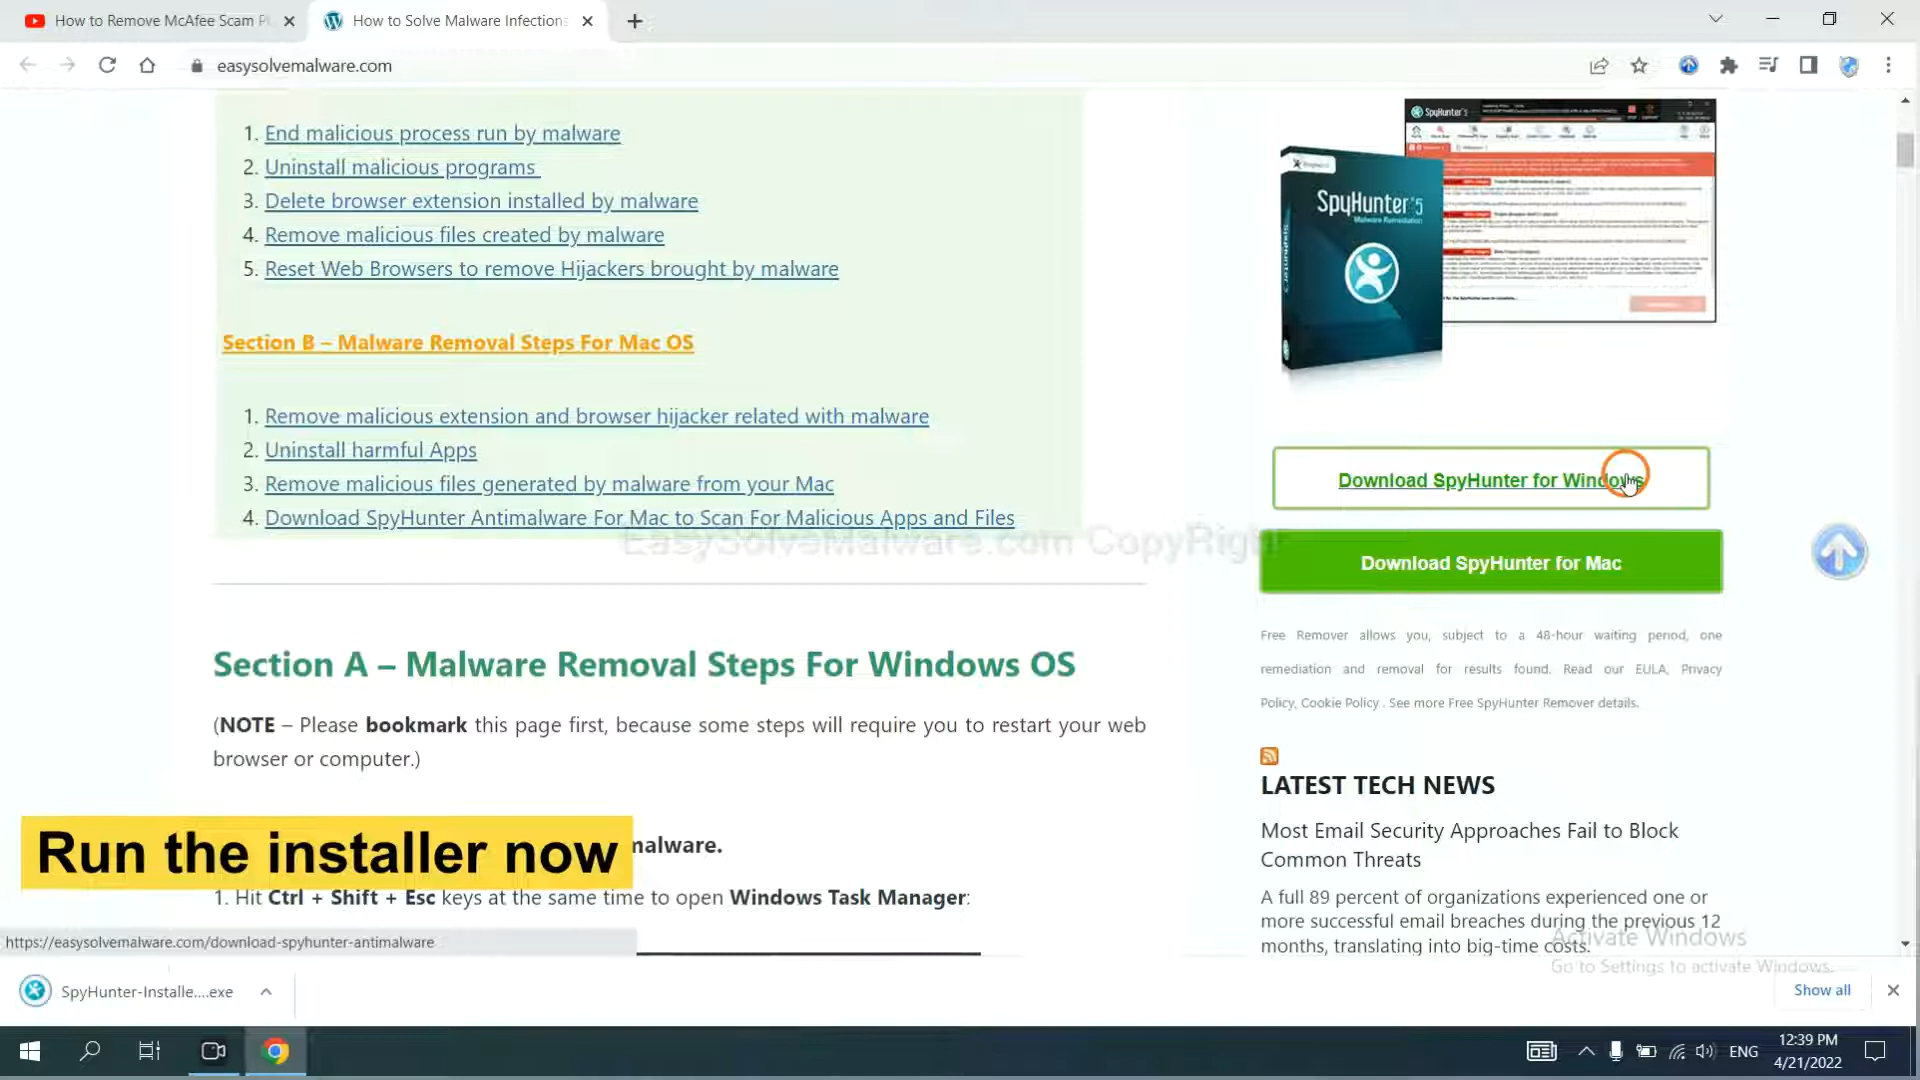 How to Remove McAfee Scam P
How to Solve Malware Infections
easysolvemalware.com
1. End malicious process run by malware
2. Uninstall malicious programs
3. Delete browser extension installed by malware
4. Remove malicious files created by malware
5. Reset Web Browsers to remove Hijackers brought by malware
Section B – Malware Removal Steps For Mac OS
1. Remove malicious extension and browser hijacker related with malware
2. Uninstall harmful Apps
3. Remove malicious files generated by malware from your Mac
4. Download SpyHunter Antimalware For Mac to Scan For Malicious Apps and Files
EasySolveMalware.com CopyRight
Section A – Malware Removal Steps For Windows OS
(NOTE – Please bookmark this page first, because some steps will require you to restart your web
browser or computer.)
Run the installer now
malware.
1. Hit Ctrl + Shift + Esc keys at the same time to open Windows Task Manager:
https://easysolvemalware.com/download-spyhunter-antimalware
SpyHunter 5
SpyHunter 5
Malware Remediation
Download SpyHunter for Windows
Download SpyHunter for Mac
Free Remover allows you, subject to a 48-hour waiting period, one
remediation and removal for results found. Read our EULA, Privacy
Policy, Cookie Policy . See more Free SpyHunter Remover details.
LATEST TECH NEWS
Most Email Security Approaches Fail to Block
Common Threats
A full 89 percent of organizations experienced one or
more successful email breaches during the previous 12
months, translating into big-time costs.
Activate Windows
Go to Settings to activate Windows.
SpyHunter-Installe....exe
Show all
ENG
12:39 PM
4/21/2022